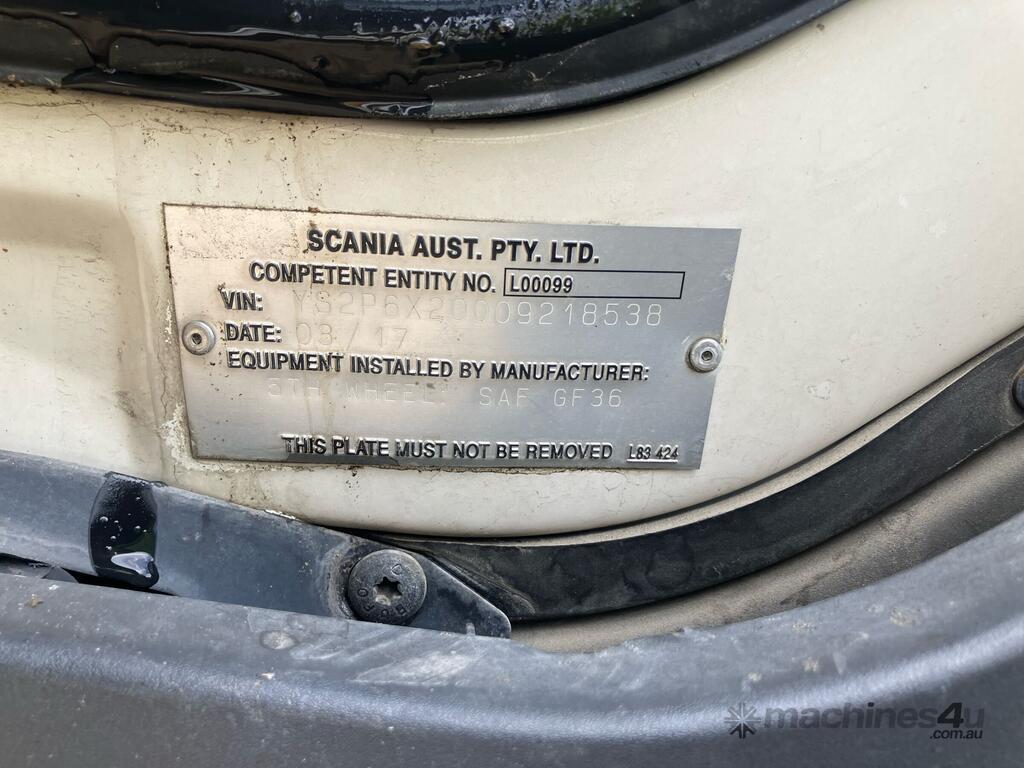 SCANIA AUST. PTY. LTD.
COMPETENT ENTITY NO. L00099
VIN: YS2P6X20009218538
DATE: 03/17
EQUIPMENT INSTALLED BY MANUFACTURER:
5TH WHEEL: SAF GF36
THIS PLATE MUST NOT BE REMOVED L83 424
machines4u
.com.au